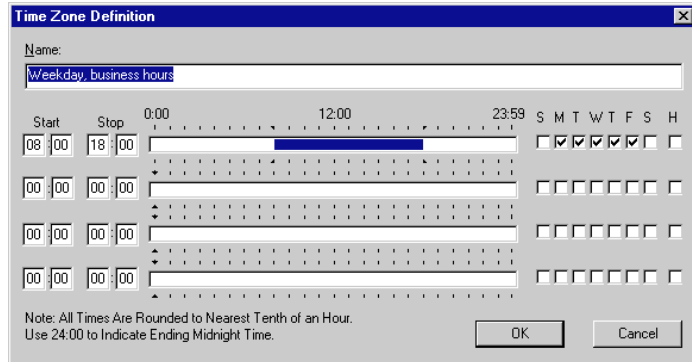 Time Zone Definition
Name:
Weekday, business hours
Start Stop 0:00 12:00 23:59 S M T W T F S H
08 :00 18 :00
00 :00 00 :00
00 :00 00 :00
00 :00 00 :00
Note: All Times Are Rounded to Nearest Tenth of an Hour.
Use 24:00 to Indicate Ending Midnight Time.
OK Cancel